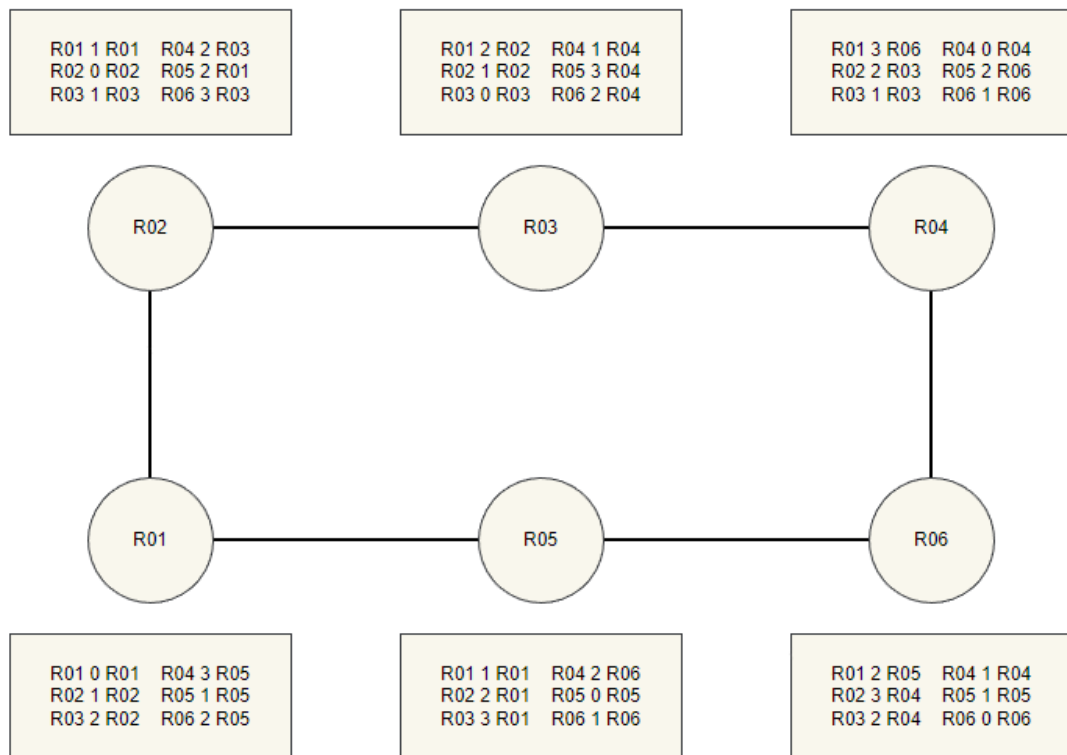 R01 1 R01 R04 2 R03
R02 0 R02 R05 2 R01
R03 1 R03 R06 3 R03
R01 2 R02 R04 1 R04
R02 1 R02 R05 3 R04
R03 0 R03 R06 2 R04
R01 3 R06 R04 0 R04
R02 2 R03 R05 2 R06
R03 1 R03 R06 1 R06
R02
R03
R04
R01
R05
R06
R01 0 R01 R04 3 R05
R02 1 R02 R05 1 R05
R03 2 R02 R06 2 R05
R01 1 R01 R04 2 R06
R02 2 R01 R05 0 R05
R03 3 R01 R06 1 R06
R01 2 R05 R04 1 R04
R02 3 R04 R05 1 R05
R03 2 R04 R06 0 R06